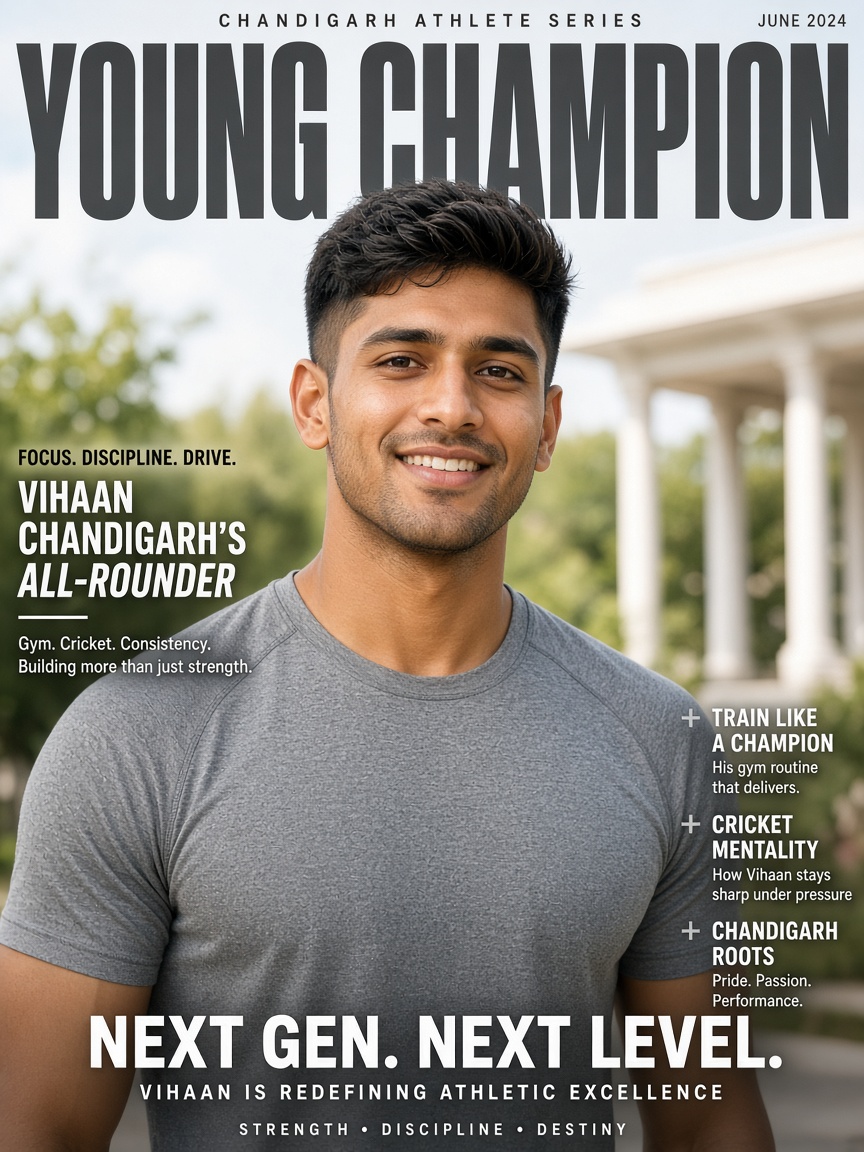 CHANDIGARH ATHLETE SERIES
JUNE 2024
YOUNG CHAMPION
FOCUS. DISCIPLINE. DRIVE.
VIHAAN
CHANDIGARH'S
ALL-ROUNDER
Gym. Cricket. Consistency.
Building more than just strength.
+ TRAIN LIKE
A CHAMPION
His gym routine
that delivers.
+ CRICKET
MENTALITY
How Vihaan stays
sharp under pressure
+ CHANDIGARH
ROOTS
Pride. Passion.
Performance.
NEXT GEN. NEXT LEVEL.
VIHAAN IS REDEFINING ATHLETIC EXCELLENCE
STRENGTH • DISCIPLINE • DESTINY